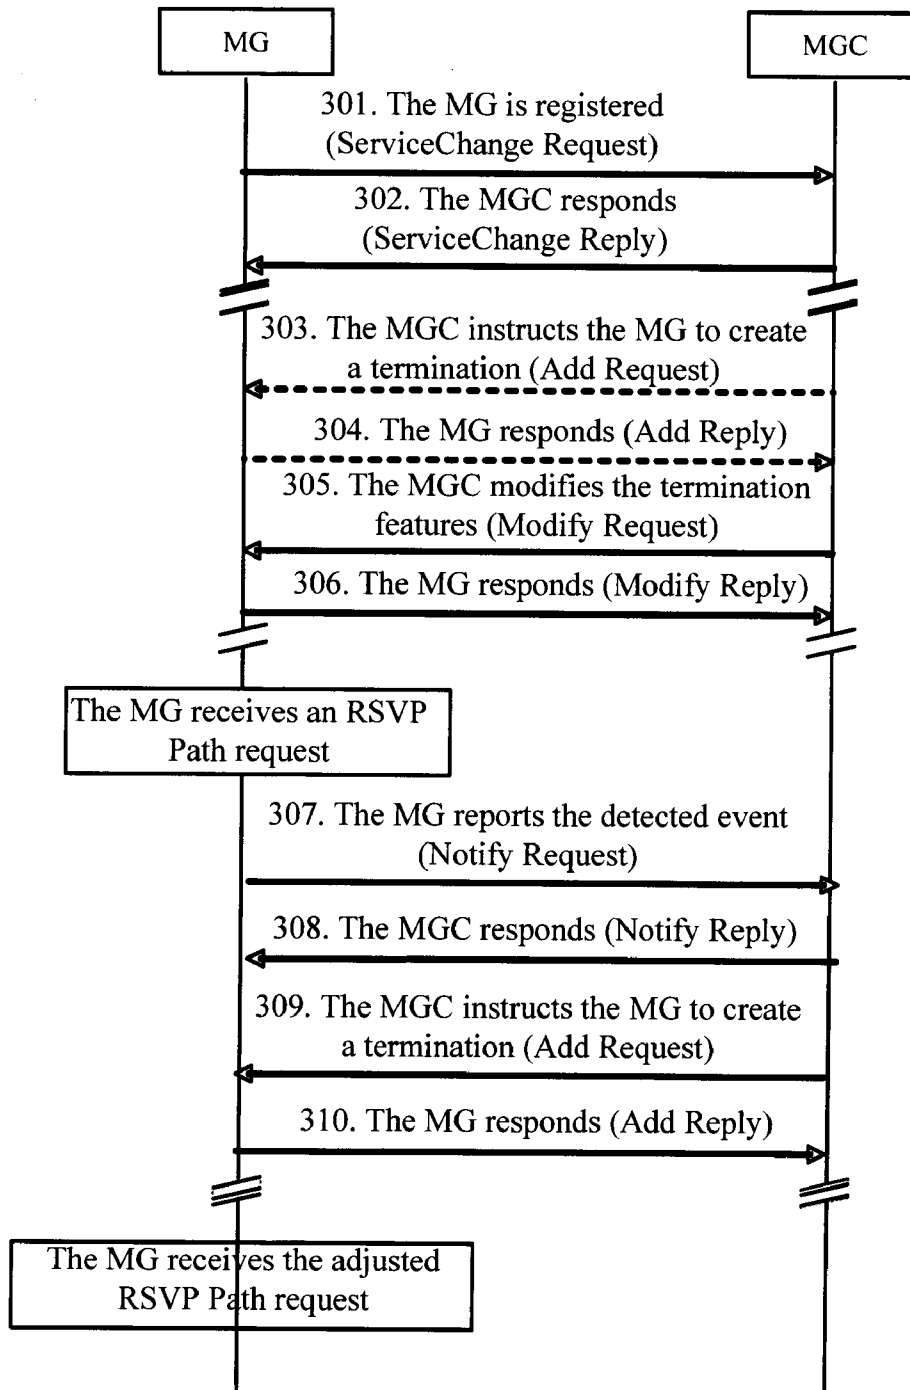 MG
MGC
301. The MG is registered
(ServiceChange Request)
302. The MGC responds
(ServiceChange Reply)
303. The MGC instructs the MG to create
a termination (Add Request)
304. The MG responds (Add Reply)
305. The MGC modifies the termination
features (Modify Request)
306. The MG responds (Modify Reply)
The MG receives an RSVP
Path request
307. The MG reports the detected event
(Notify Request)
308. The MGC responds (Notify Reply)
309. The MGC instructs the MG to create
a termination (Add Request)
310. The MG responds (Add Reply)
The MG receives the adjusted
RSVP Path request